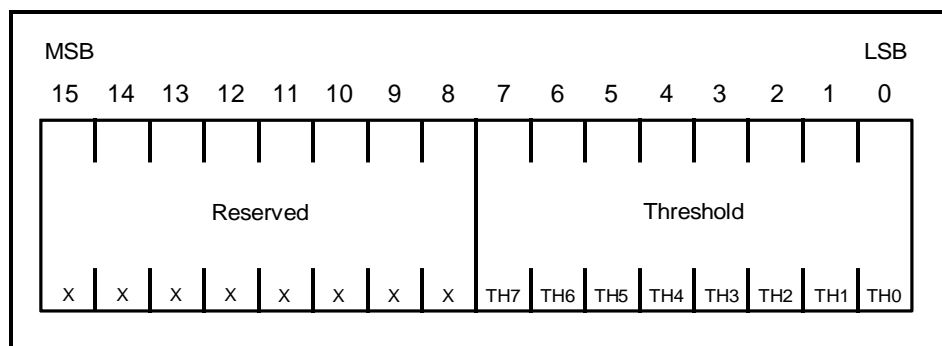 MSB LSB
15 14 13 12 11 10 9 8 7 6 5 4 3 2 1 0
Reserved Threshold
X X X X X X X X TH7 TH6 TH5 TH4 TH3 TH2 TH1 TH0